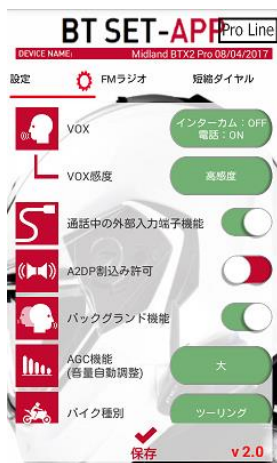 BT SET-APP Pro Line
DEVICE NAME: Midland BTX2 Pro 08/04/2017
設定 FMラジオ 短縮ダイヤル
VOX インターカム：OFF
電話：ON
VOX感度 高感度
通話中の外部入力端子機能
A2DP割込み許可
バックグランド機能
AGC機能
(音量自動調整) 大
バイク種別 ツーリング
保存 v 2.0